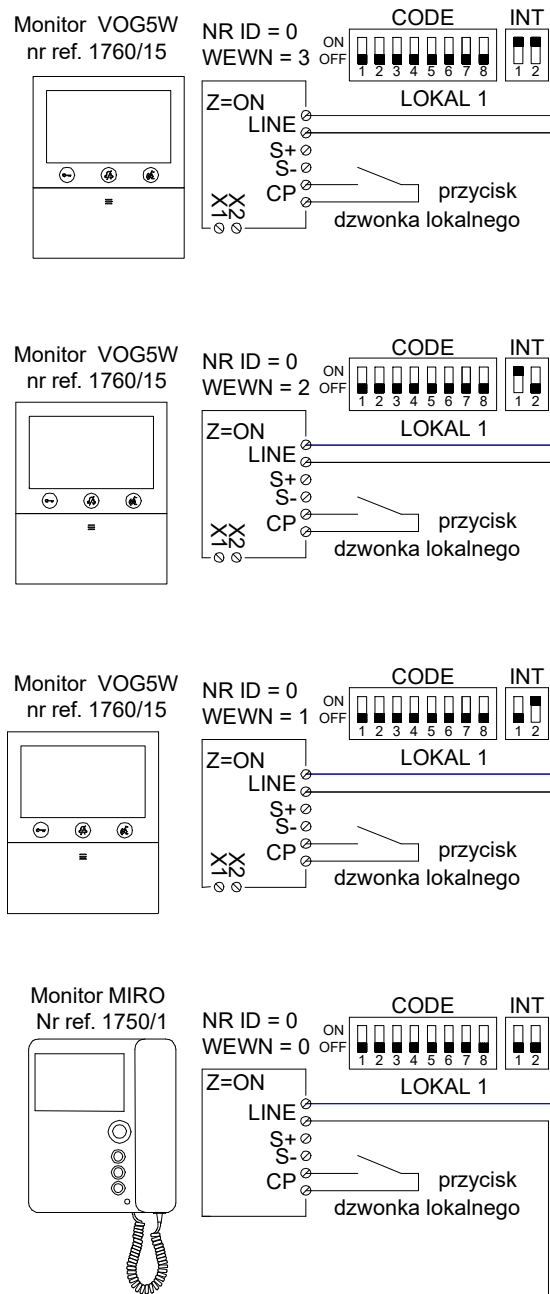 Monitor VOG5W
nr ref. 1760/15
NR ID = 0
WEWN = 3
CODE
INT
ON
OFF
1 2 3 4 5 6 7 8
1 2
LOKAL 1
Z=ON
LINE
S+
S-
CP
X1
X2
przycisk
dzwonka lokalnego
Monitor VOG5W
nr ref. 1760/15
NR ID = 0
WEWN = 2
CODE
INT
ON
OFF
1 2 3 4 5 6 7 8
1 2
LOKAL 1
Z=ON
LINE
S+
S-
CP
X1
X2
przycisk
dzwonka lokalnego
Monitor VOG5W
nr ref. 1760/15
NR ID = 0
WEWN = 1
CODE
INT
ON
OFF
1 2 3 4 5 6 7 8
1 2
LOKAL 1
Z=ON
LINE
S+
S-
CP
X1
X2
przycisk
dzwonka lokalnego
Monitor MIRO
Nr ref. 1750/1
NR ID = 0
WEWN = 0
CODE
INT
ON
OFF
1 2 3 4 5 6 7 8
1 2
LOKAL 1
Z=ON
LINE
S+
S-
CP
przycisk
dzwonka lokalnego